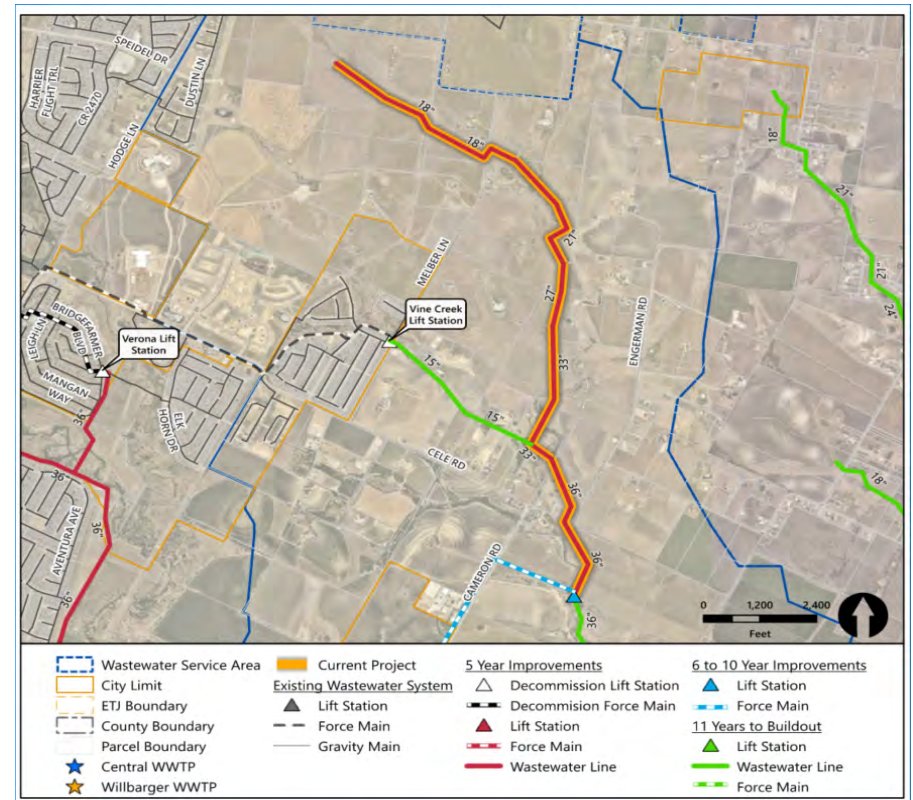 SPEIDEL DR
HARRIER
FLIGHT TRL
CR 2470
DUSTIN LN
HODGE LN
18"
18"
18"
21"
21"
21"
24"
MELBER LN
27"
ENGERMAN RD
33"
Vine Creek
Lift Station
BRIDGEFARMER
BLVD
LEIGH LN
Verona Lift
Station
MANGAN
WAY
36"
ELK
HORN DR
15"
15"
33"
CELE RD
18"
36"
36"
AVENTURA AVE
36"
36"
36"
CAMERON RD
36"
36"
0 1,200 2,400
Feet
Wastewater Service Area
City Limit
ETJ Boundary
County Boundary
Parcel Boundary
Central WWTP
Willbarger WWTP
Current Project
Existing Wastewater System
Lift Station
Force Main
Gravity Main
5 Year Improvements
Decommission Lift Station
Decommision Force Main
Lift Station
Force Main
Wastewater Line
6 to 10 Year Improvements
Lift Station
Force Main
11 Years to Buildout
Lift Station
Wastewater Line
Force Main